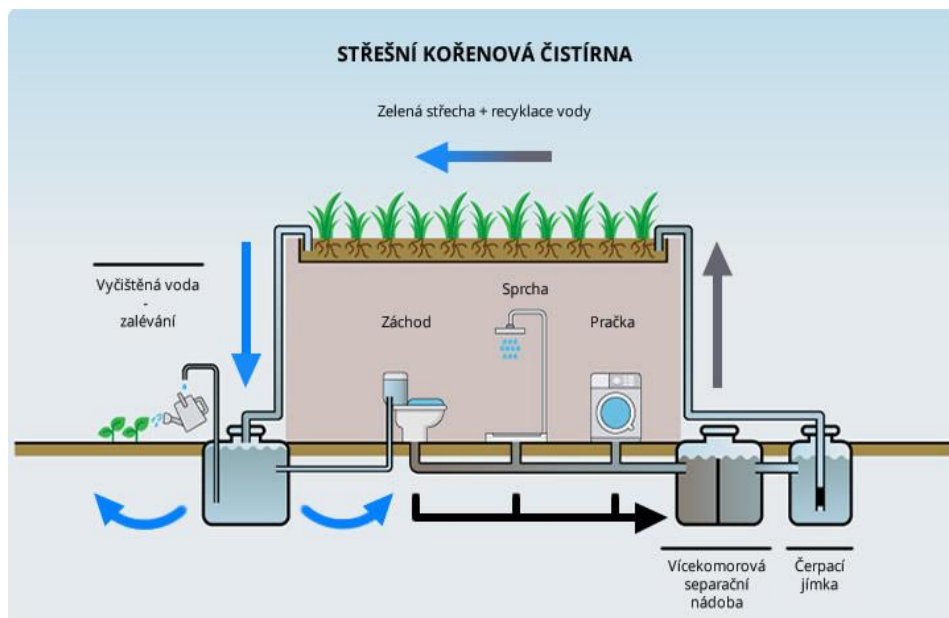 STŘEŠNÍ KOŘENOVÁ ČISTÍRNA
Zelená střecha + recyklace vody
Vyčištěná voda
-
zalévání
Záchod
Sprcha
Pračka
Vícekomorová
separační
nádoba
Čerpací
jímka